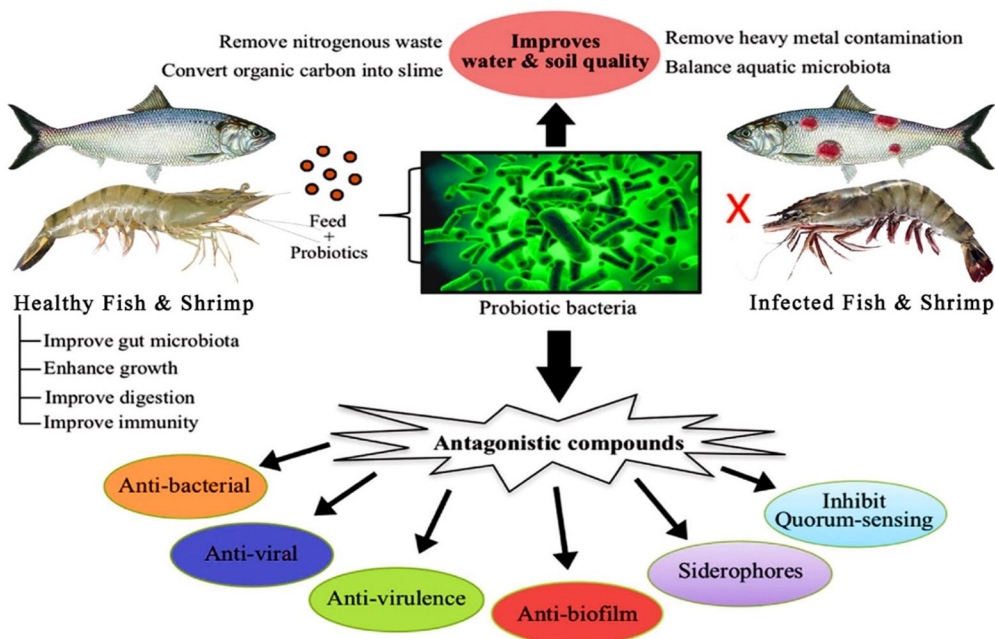 Remove nitrogenous waste
Convert organic carbon into slime
Improves
water & soil quality
Remove heavy metal contamination
Balance aquatic microbiota
Feed
+
Probiotics
X
Probiotic bacteria
Healthy Fish & Shrimp
Infected Fish & Shrimp
Improve gut microbiota
Enhance growth
Improve digestion
Improve immunity
Antagonistic compounds
Anti-bacterial
Anti-viral
Anti-virulence
Anti-biofilm
Siderophores
Inhibit
Quorum-sensing